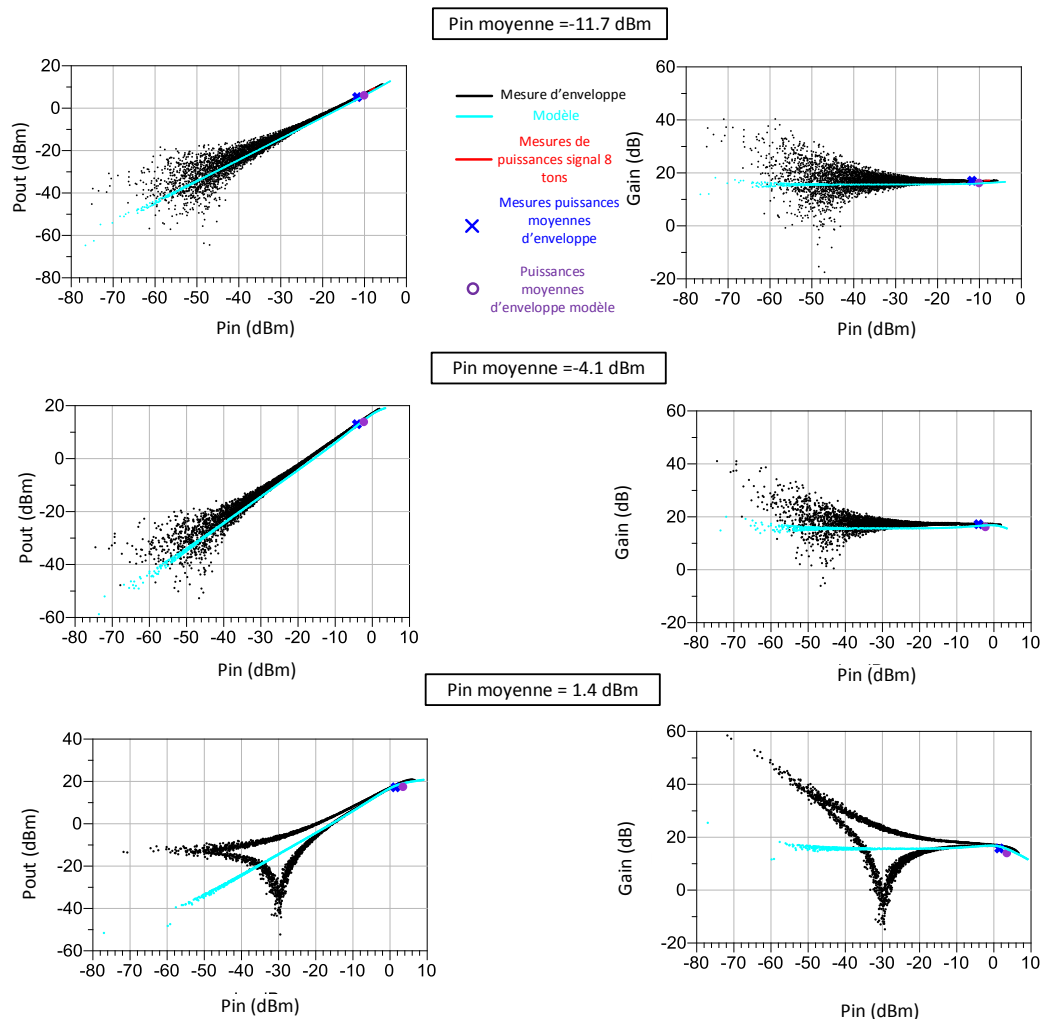 Pin moyenne =-11.7 dBm
20
0
-20
-40
-60
-80
Pout (dBm)
-80 -70 -60 -50 -40 -30 -20 -10 0
Pin (dBm)
Mesure d'enveloppe
Modèle
Mesures de
puissances signal 8
tons
Mesures puissances
moyennes
d'enveloppe
Puissances
moyennes
d'enveloppe modèle
60
40
20
0
-20
Gain (dB)
-80 -70 -60 -50 -40 -30 -20 -10 0
Pin (dBm)
Pin moyenne =-4.1 dBm
20
0
-20
-40
-60
Pout (dBm)
-80 -70 -60 -50 -40 -30 -20 -10 0 10
Pin (dBm)
60
40
20
0
-20
Gain (dB)
-80 -70 -60 -50 -40 -30 -20 -10 0 10
Pin (dBm)
Pin moyenne = 1.4 dBm
40
20
0
-20
-40
-60
Pout (dBm)
-80 -70 -60 -50 -40 -30 -20 -10 0 10
Pin (dBm)
60
40
20
0
-20
Gain (dB)
-80 -70 -60 -50 -40 -30 -20 -10 0 10
Pin (dBm)